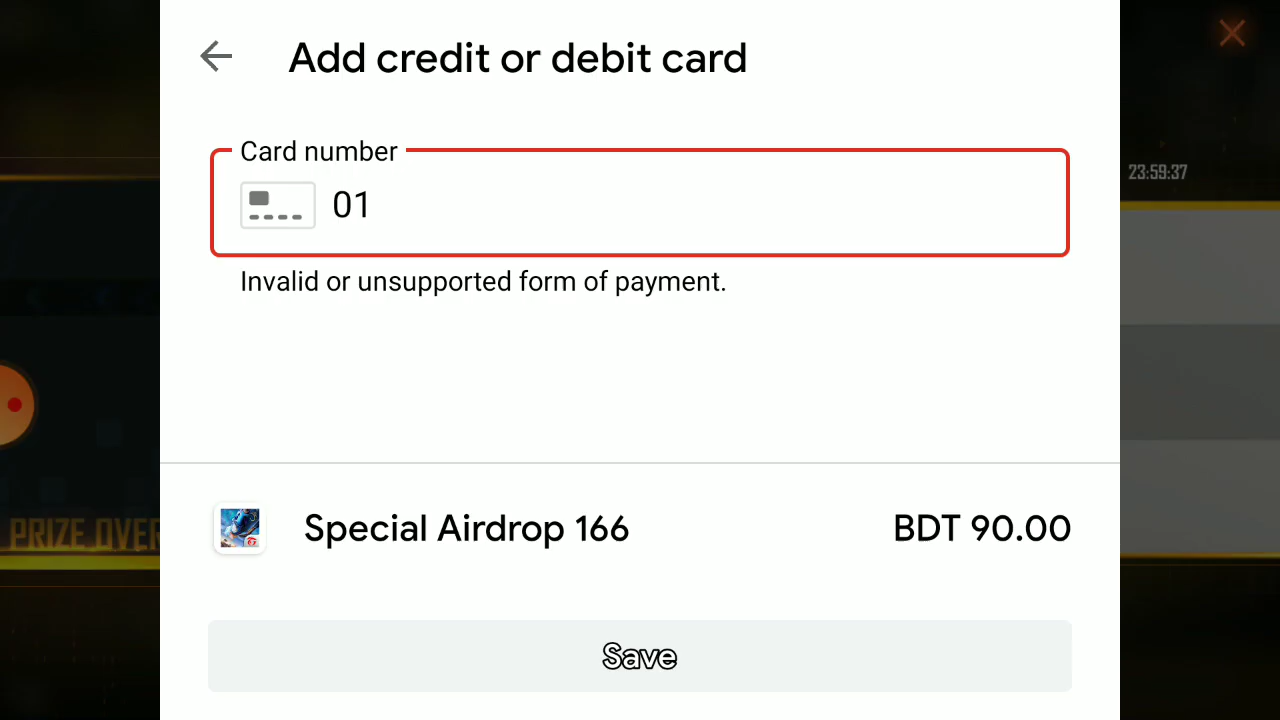 Add credit or debit card
Card number
01
Invalid or unsupported form of payment.
23:59:37
PRIZE OVER
Special Airdrop 166
BDT 90.00
Save